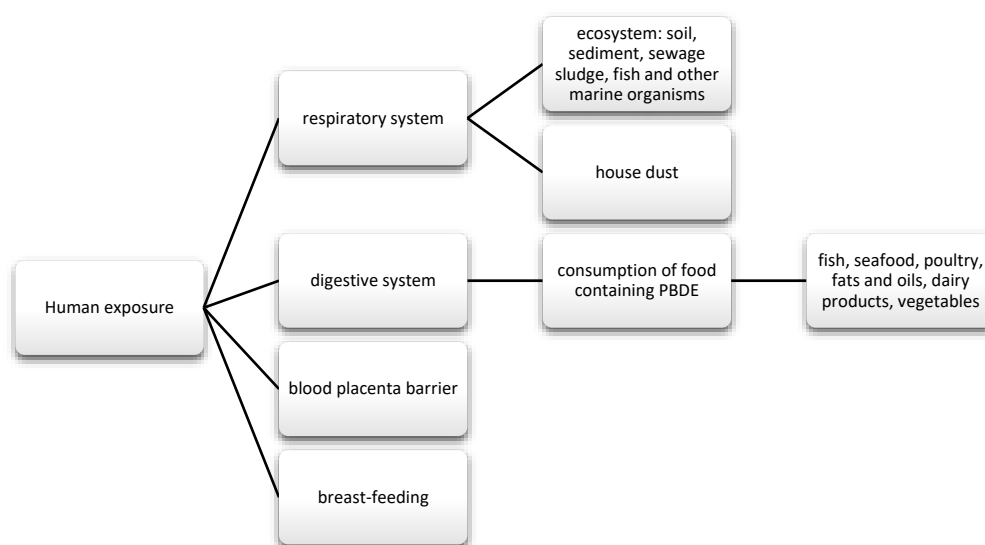 ecosystem: soil,
sediment, sewage
sludge, fish and other
marine organisms
respiratory system
house dust
Human exposure
digestive system
consumption of food
containing PBDE
fish, seafood, poultry,
fats and oils, dairy
products, vegetables
blood placenta barrier
breast-feeding